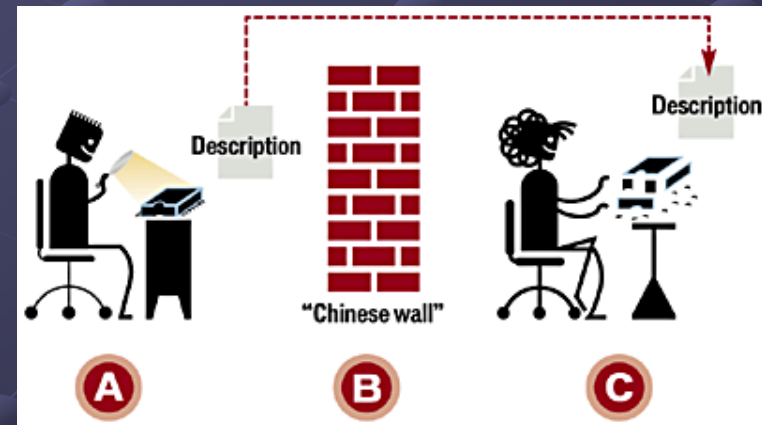 Description
Description
“Chinese wall”
A
B
C